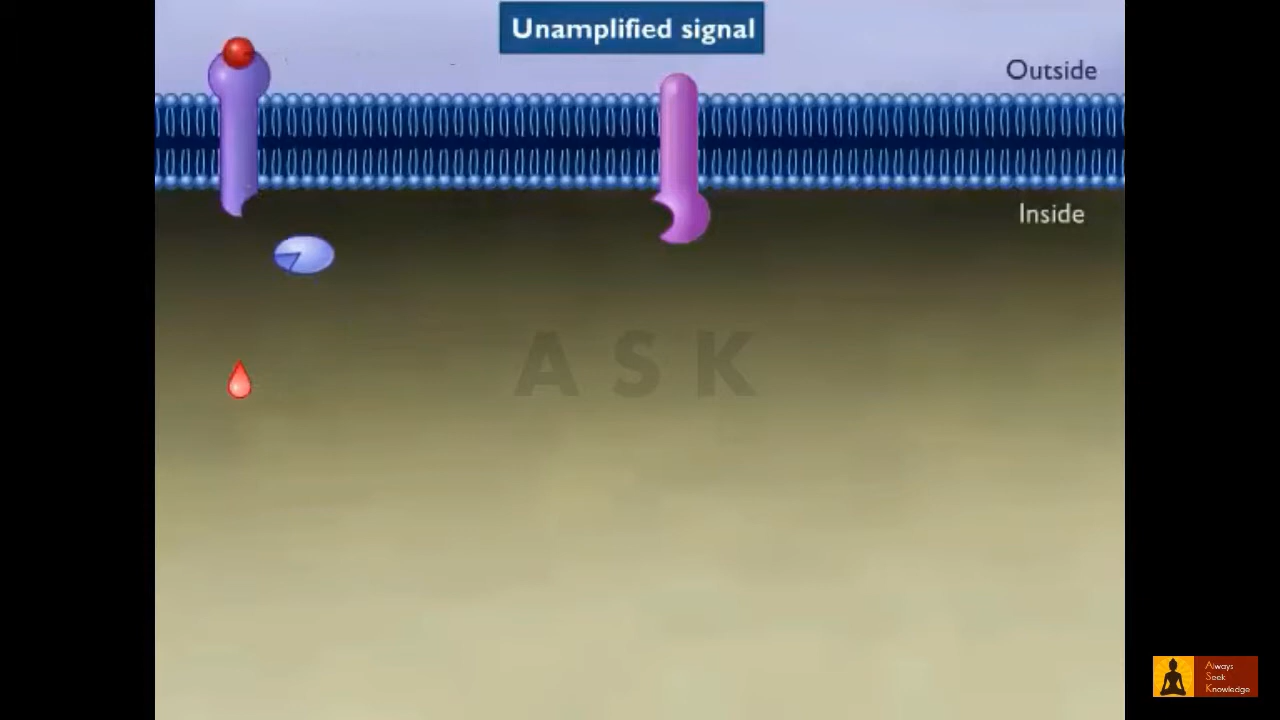 Unamplified signal
Outside
Inside
ASK
Always
Seek
Knowledge